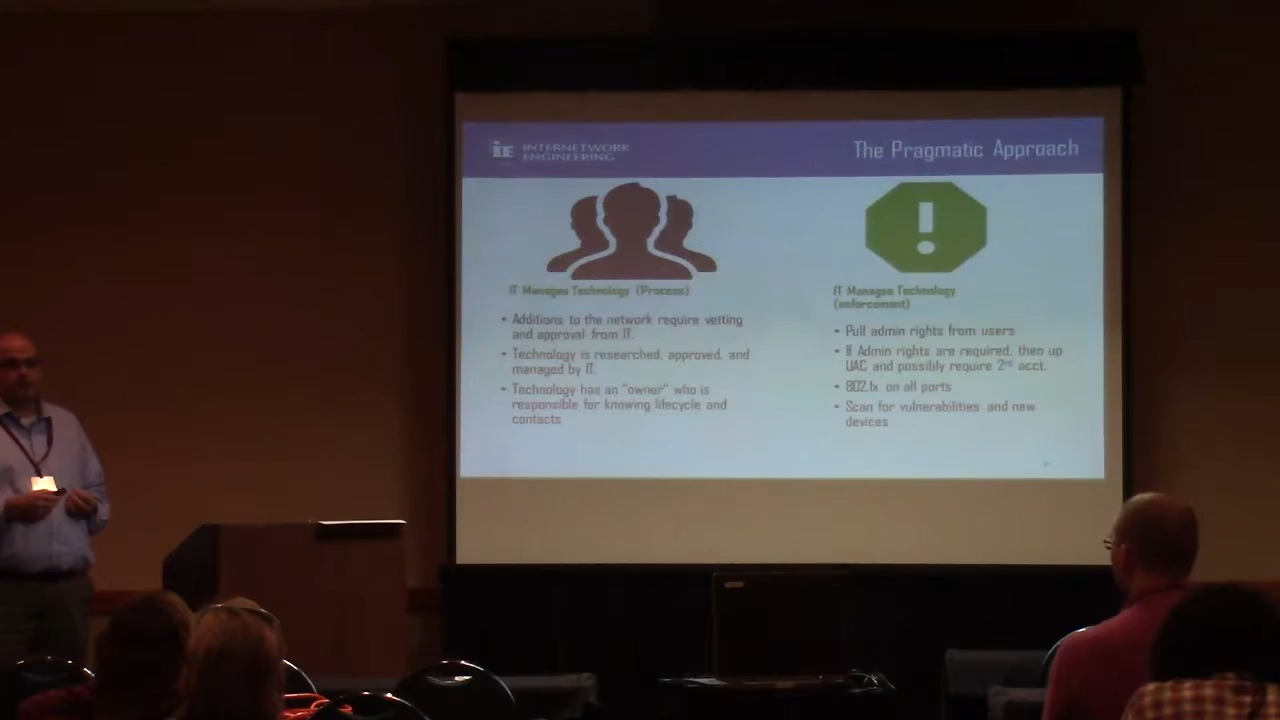 iE INTERNETWORK
ENGINEERING
The Pragmatic Approach
IT Manages Technology (Process)
• Additions to the network require vetting
and approval from IT.
• Technology is researched, approved, and
managed by IT.
• Technology has an "owner" who is
responsible for knowing lifecycle and
contacts
IT Manages Technology
(enforcement)
• Pull admin rights from users
• If Admin rights are required, then up
UAC and possibly require 2nd acct.
• 802.1x on all ports
• Scan for vulnerabilities and new
devices